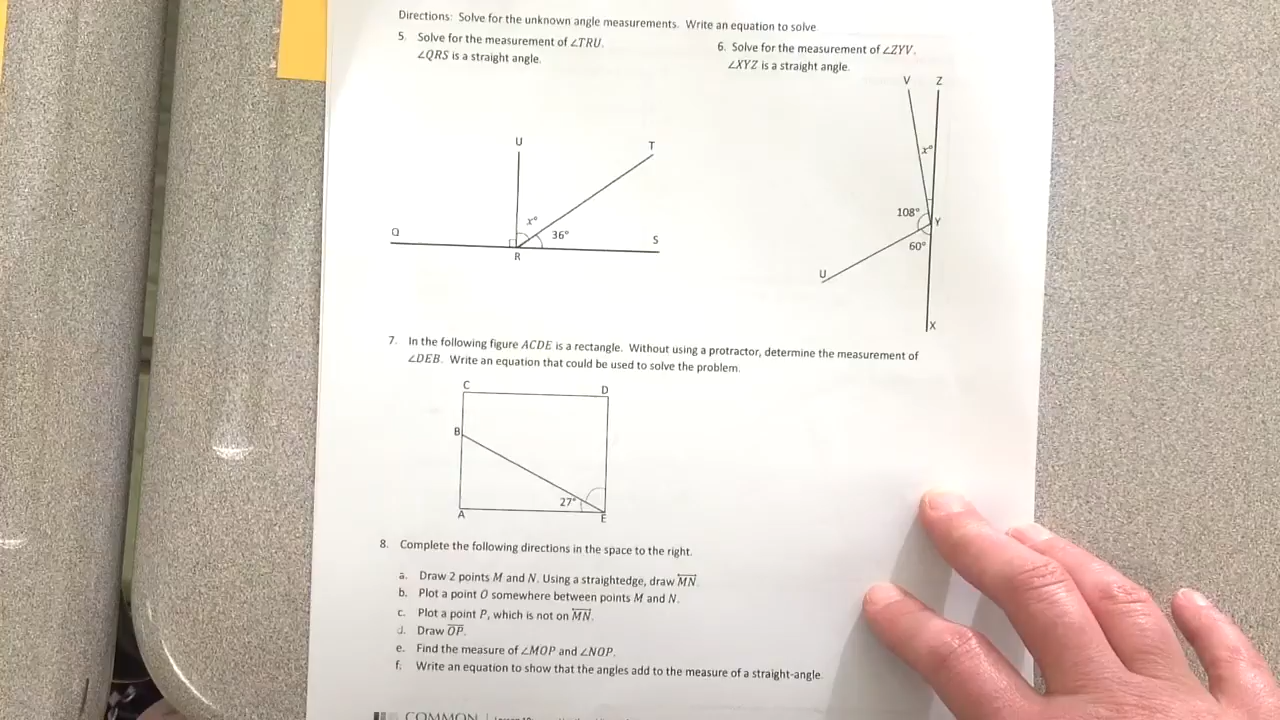 Directions: Solve for the unknown angle measurements. Write an equation to solve
5. Solve for the measurement of ∠TRU.
∠QRS is a straight angle.
6. Solve for the measurement of ∠ZYV.
∠XYZ is a straight angle.
V Z
x°
108°
Y
60°
U
X
U
T
x°
36°
Q
S
R
7. In the following figure ACDE is a rectangle. Without using a protractor, determine the measurement of
∠DEB. Write an equation that could be used to solve the problem.
C
D
B
27°
A
E
8. Complete the following directions in the space to the right.
a. Draw 2 points M and N. Using a straightedge, draw M͞N͞.
b. Plot a point O somewhere between points M and N.
c. Plot a point P, which is not on M͞N͞.
d. Draw O͞P͞.
e. Find the measure of ∠MOP and ∠NOP.
f. Write an equation to show that the angles add to the measure of a straight-angle.
COMMON